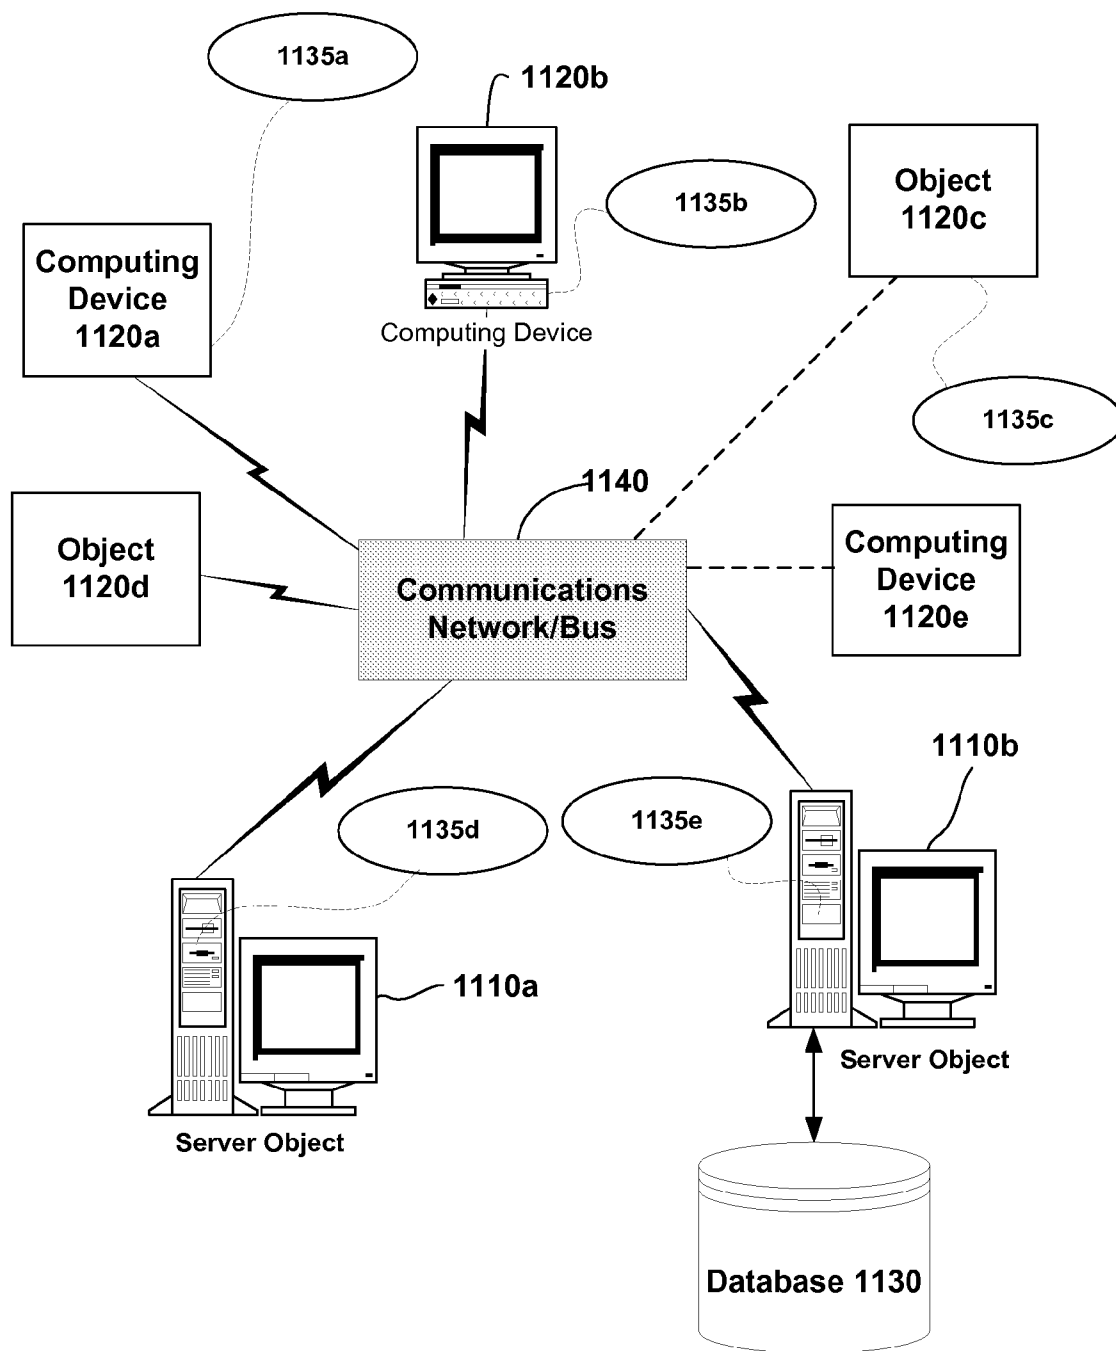 1135a
1120b
1135b
Object
1120c
Computing
Device
1120a
Computing Device
1135c
1140
Object
1120d
Communications
Network/Bus
Computing
Device
1120e
1110b
1135d
1135e
1110a
Server Object
Server Object
Database 1130